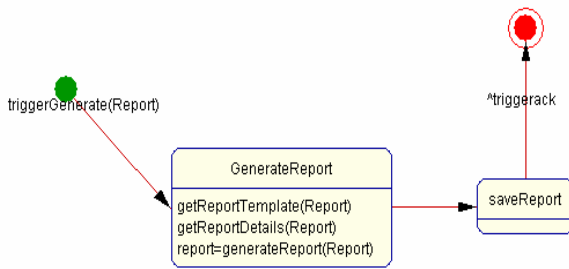 triggerGenerate(Report)
^triggerack
GenerateReport
getReportTemplate(Report)
getReportDetails(Report)
report=generateReport(Report)
saveReport